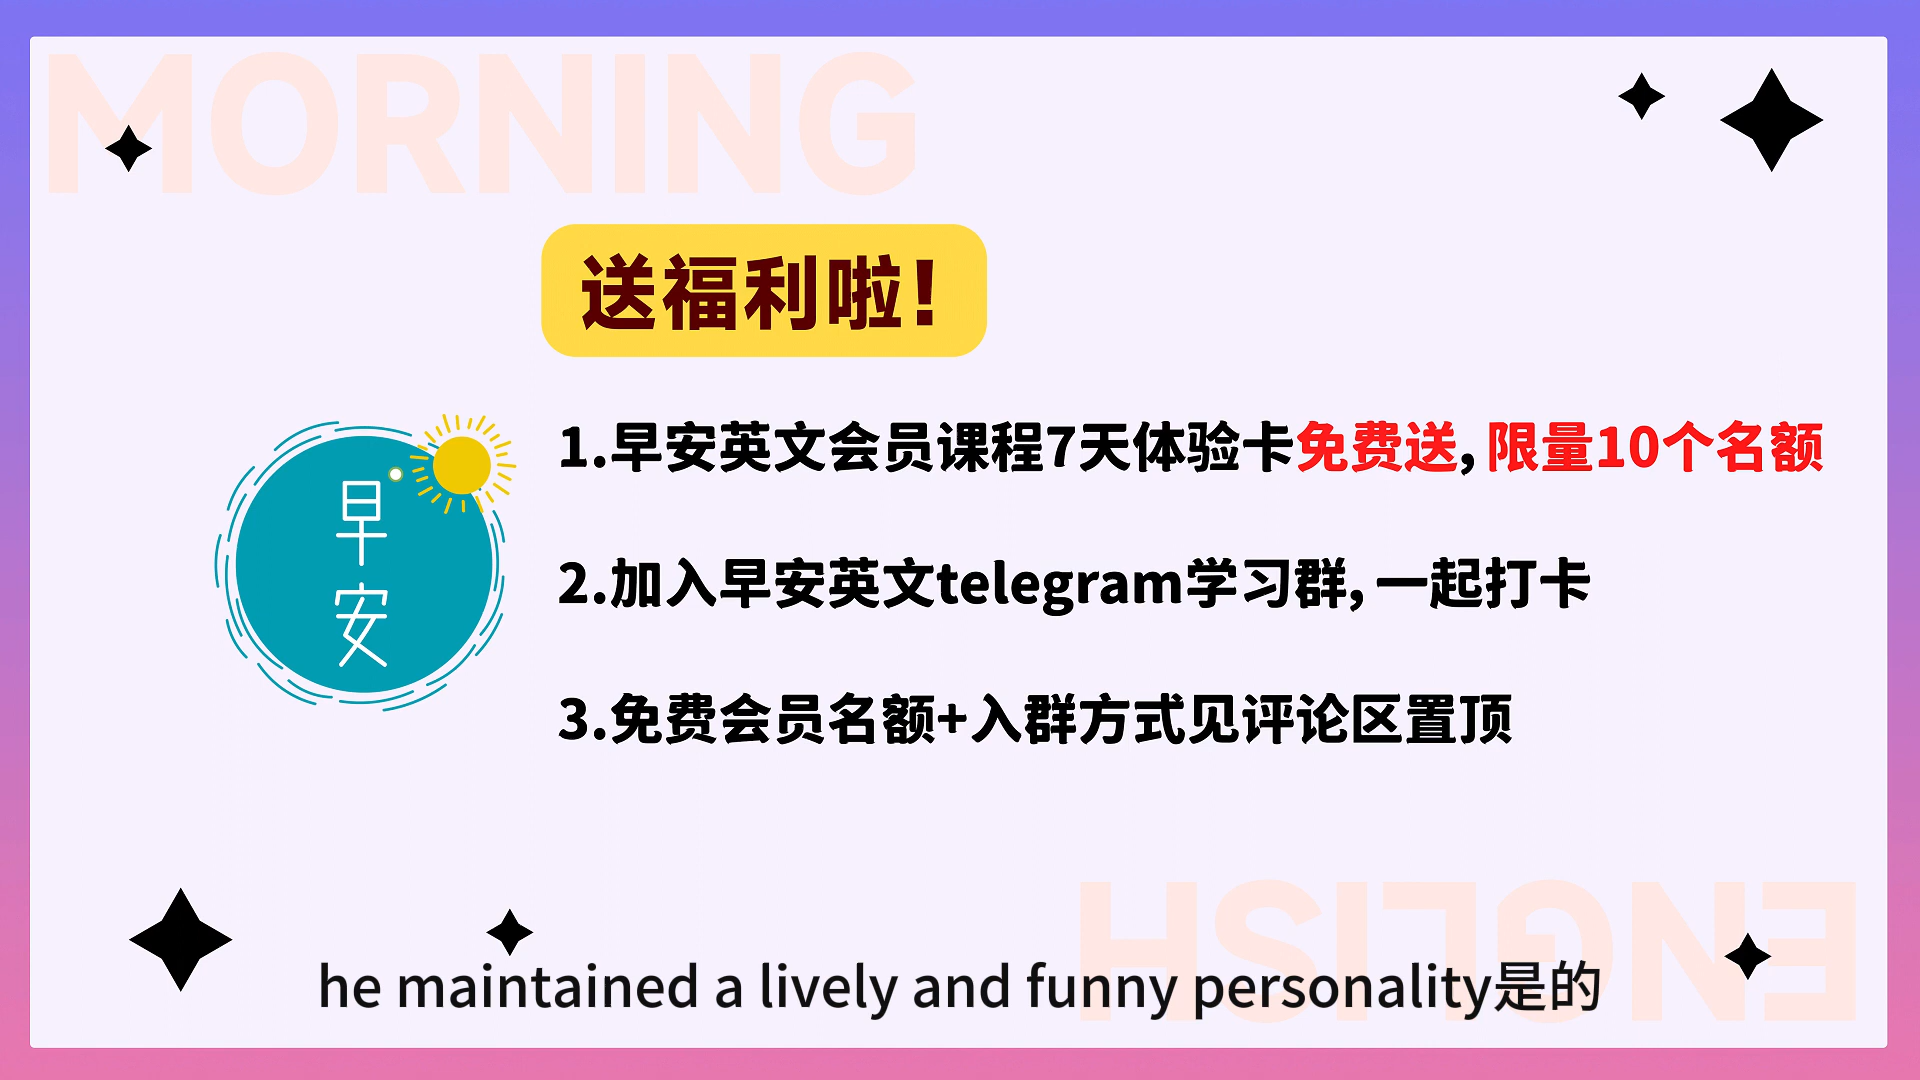 MORNING
送福利啦!
1.早安英文会员课程7天体验卡免费送,限量10个名额
早安
2.加入早安英文telegram学习群,一起打卡
3.免费会员名额+入群方式见评论区置顶
ENGLISH
he maintained a lively and funny personality是的